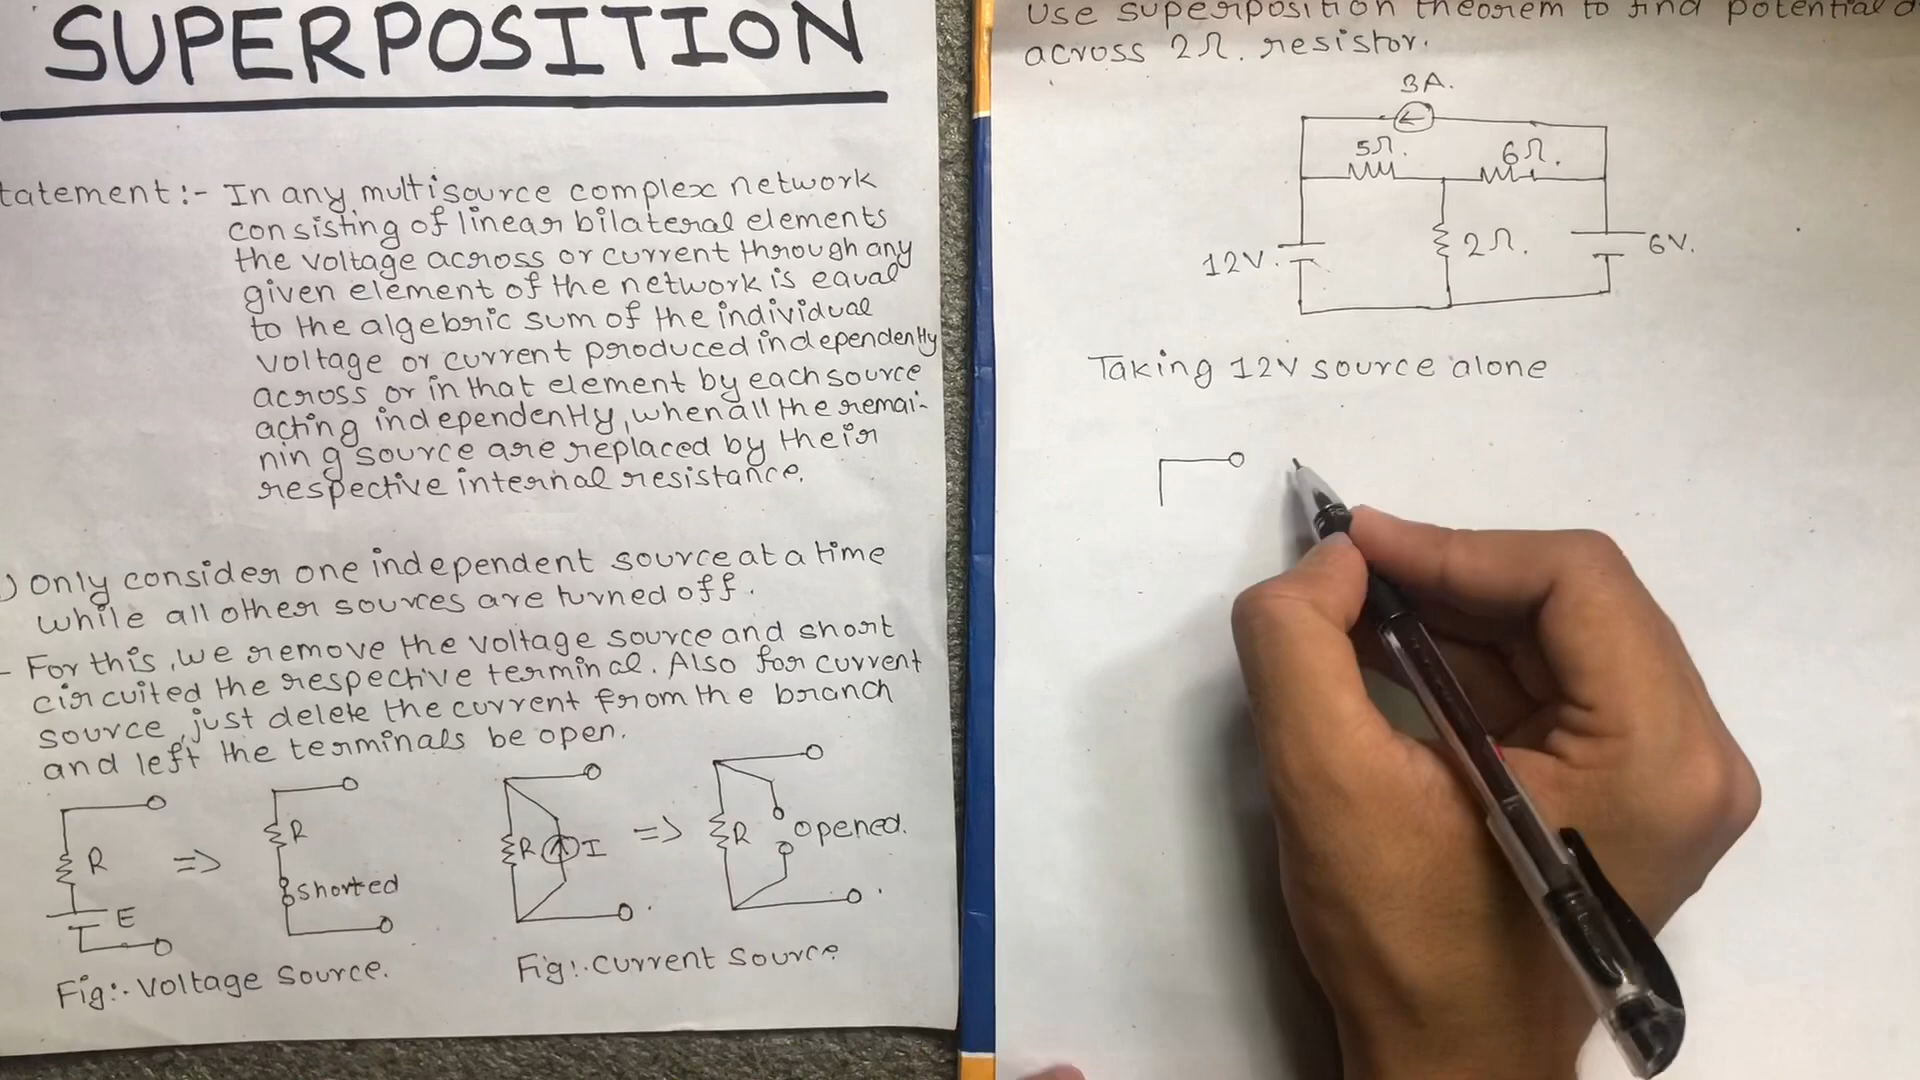 SUPERPOSITION
tatement:- In any multisource complex network
consisting of linear bilateral elements
the voltage across or current through any
given element of the network is equal
to the algebric sum of the individual
voltage or current produced independently
across or in that element by each source
acting independently, when all the remai-
ning source are replaced by their
respective internal resistance.
) Only consider one independent source at a time
while all other sources are turned off.
- For this, we remove the voltage source and short
circuited the respective terminal. Also for current
source, just delete the current from the branch
and left the terminals be open.
R
=>
E
R
shorted
R
I
=>
R
opened.
Fig:- Voltage source.
Fig:- Current source
Use superposition theorem to find potential d
across 2Ω. resistor.
3A.
5Ω.
6Ω.
12V.
2Ω.
6V.
Taking 12V source alone